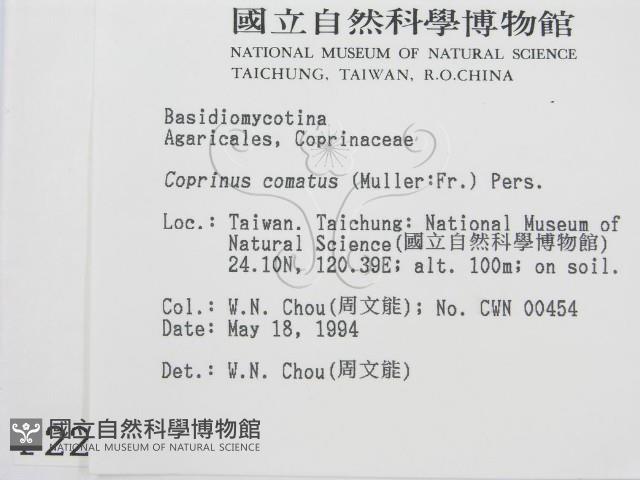 國立自然科學博物館
NATIONAL MUSEUM OF NATURAL SCIENCE
TAICHUNG, TAIWAN, R.O.CHINA
Basidiomycotina
Agaricales, Coprinaceae
Coprinus comatus (Muller:Fr.) Pers.
Loc.: Taiwan. Taichung: National Museum of
Natural Science(國立自然科學博物館)
24.10N, 120.39E; alt. 100m; on soil.
Col.: W.N. Chou(周文能); No. CWN 00454
Date: May 18, 1994
Det.: W.N. Chou(周文能)
國立自然科學博物館
NATIONAL MUSEUM OF NATURAL SCIENCE
22